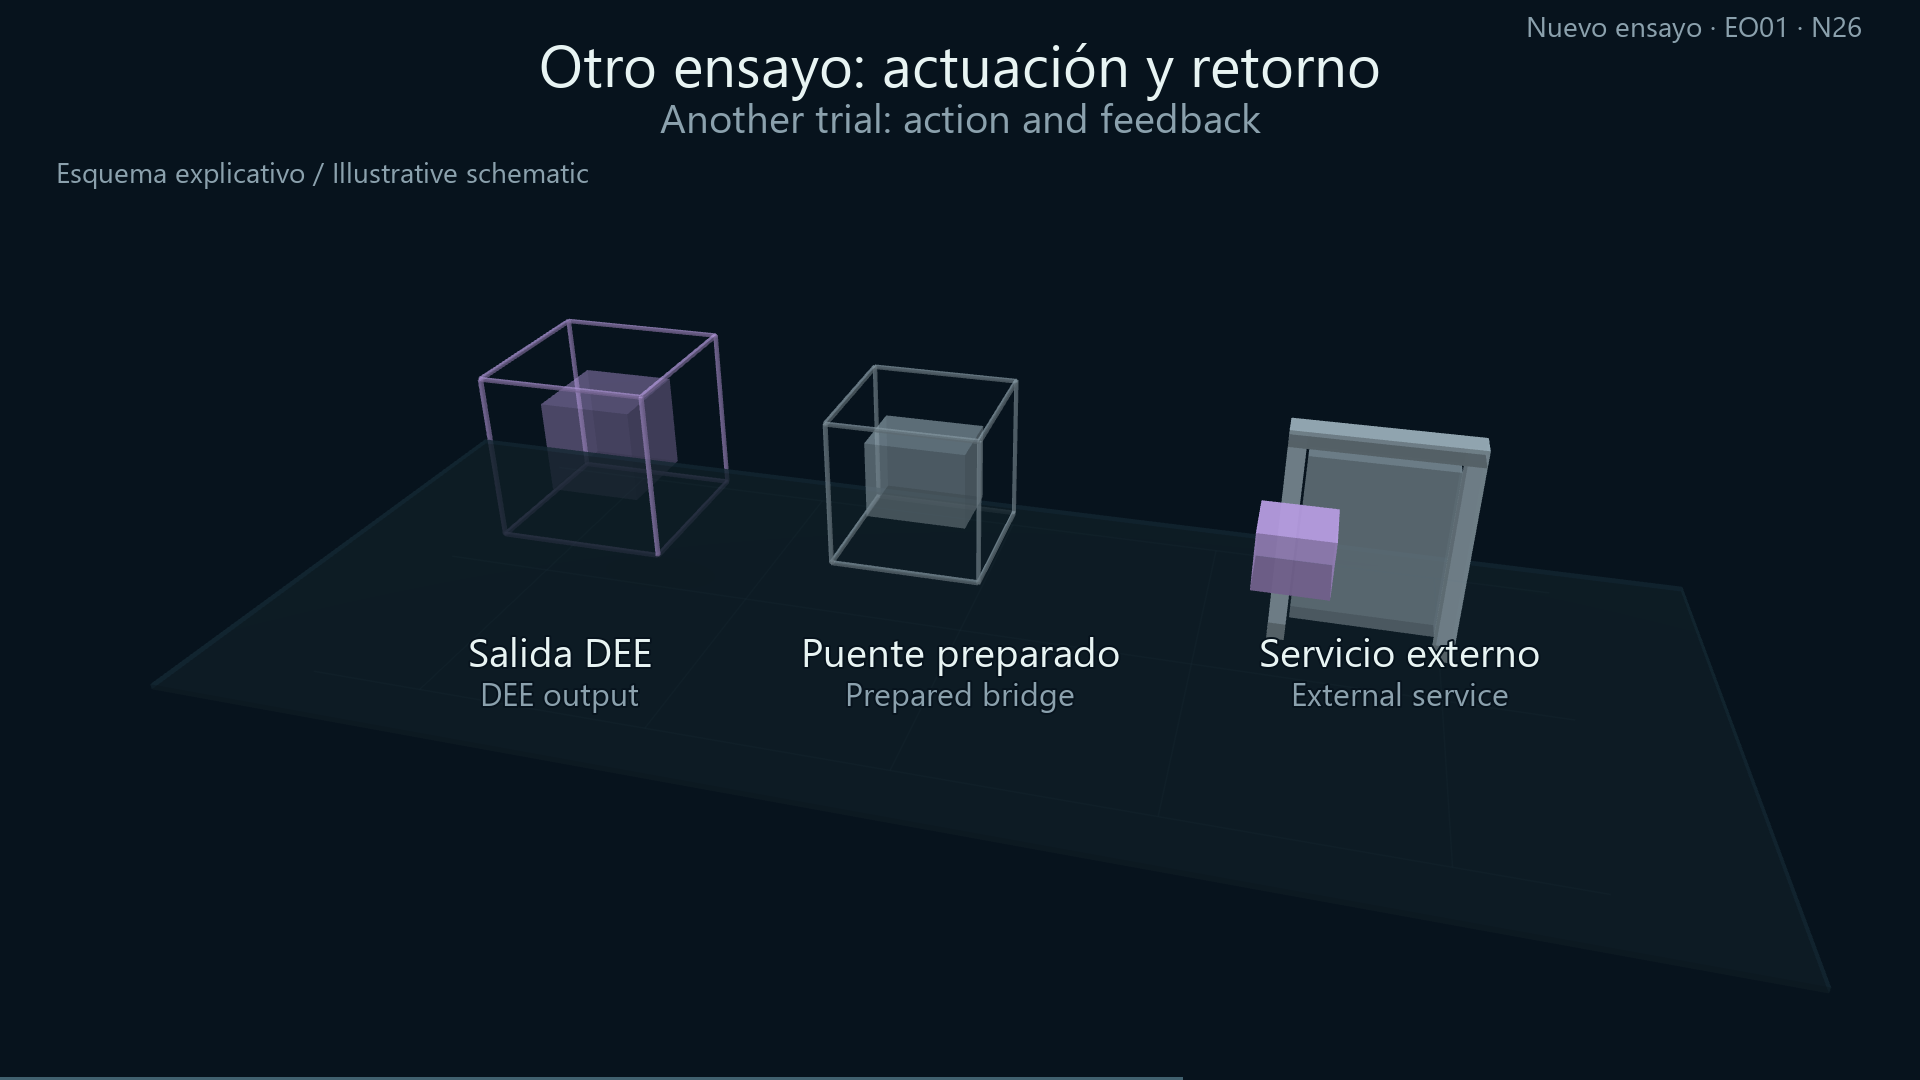 Nuevo ensayo · EO01 · N26
Otro ensayo: actuación y retorno
Another trial: action and feedback
Esquema explicativo / Illustrative schematic
Salida DEE
DEE output
Puente preparado
Prepared bridge
Servicio externo
External service